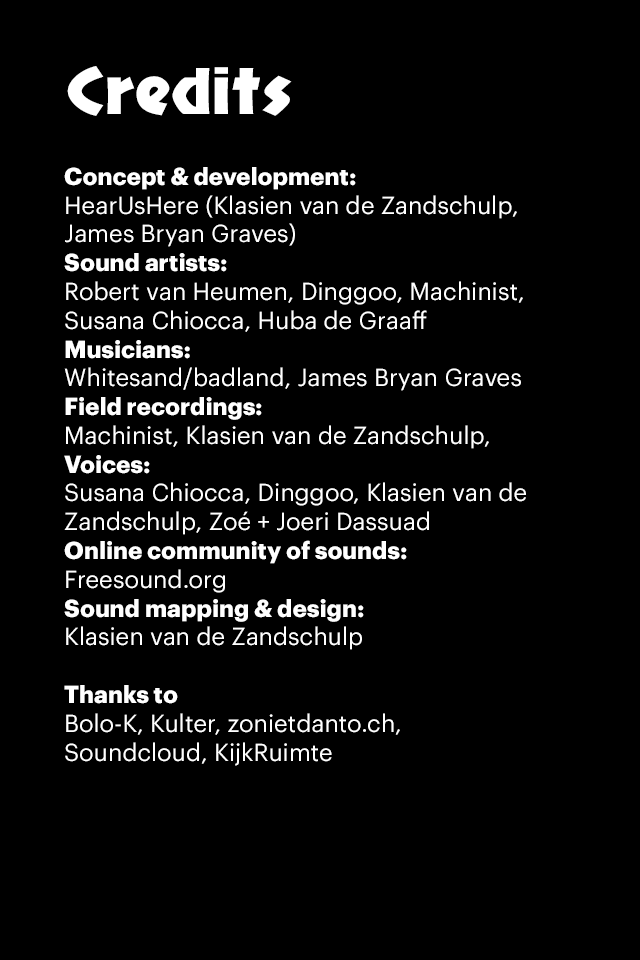 Credits
Concept & development:
HearUsHere (Klasien van de Zandschulp,
James Bryan Graves)
Sound artists:
Robert van Heumen, Dinggoo, Machinist,
Susana Chiocca, Huba de Graaff
Musicians:
Whitesand/badland, James Bryan Graves
Field recordings:
Machinist, Klasien van de Zandschulp,
Voices:
Susana Chiocca, Dinggoo, Klasien van de
Zandschulp, Zoé + Joeri Dassuad
Online community of sounds:
Freesound.org
Sound mapping & design:
Klasien van de Zandschulp
Thanks to
Bolo-K, Kulter, zonietdanto.ch,
Soundcloud, KijkRuimte